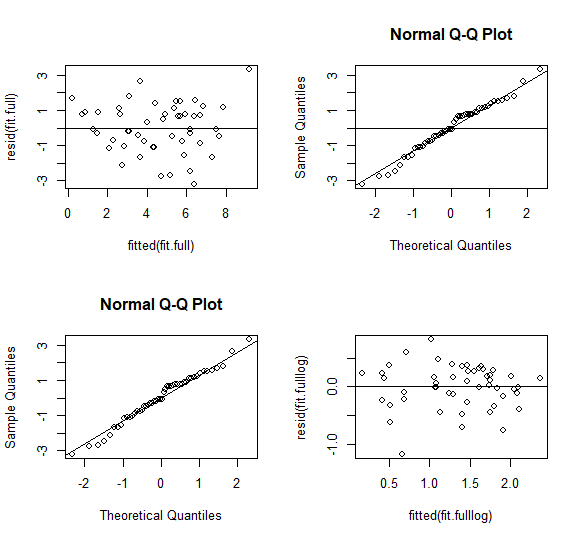 resid(fit.full)
3
1
-1
-3
0 2 4 6 8
fitted(fit.full)
Normal Q-Q Plot
Sample Quantiles
3
1
-1
-3
-2 -1 0 1 2
Theoretical Quantiles
Normal Q-Q Plot
Sample Quantiles
3
1
-1
-3
-2 -1 0 1 2
Theoretical Quantiles
resid(fit.fulllog)
0.0
-1.0
0.5 1.0 1.5 2.0
fitted(fit.fulllog)